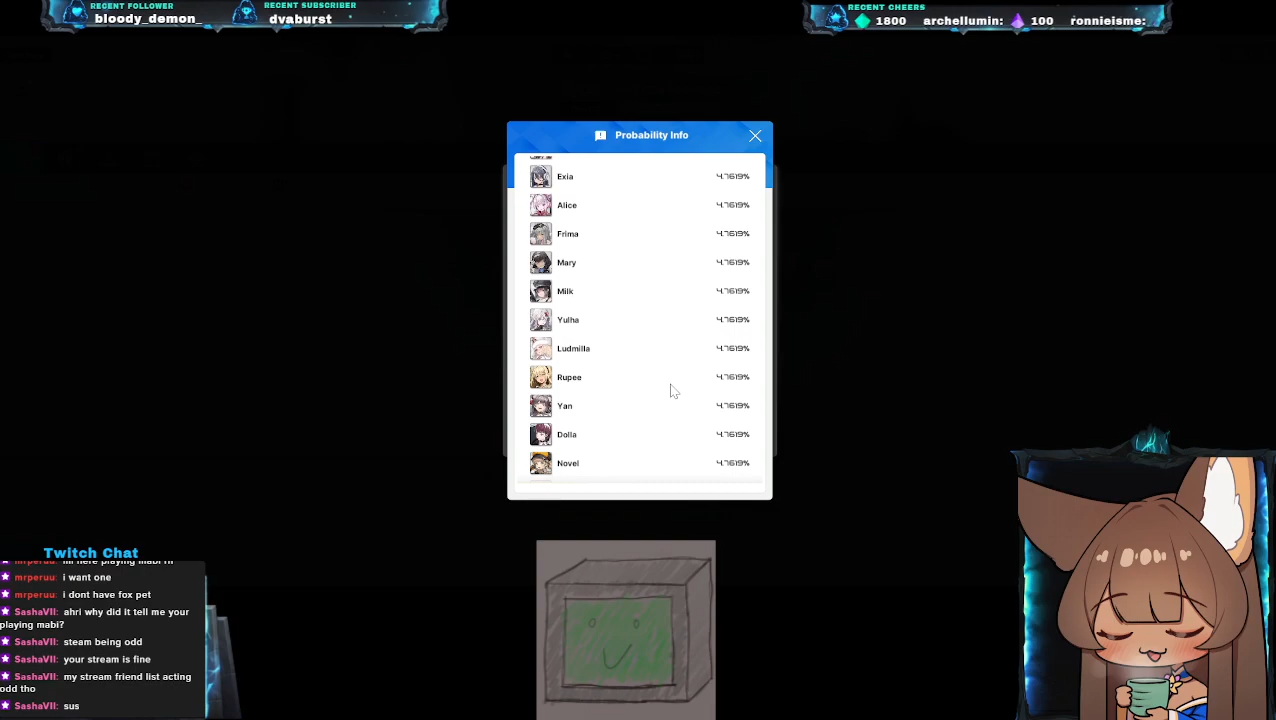 RECENT FOLLOWER
bloody_demon_
RECENT SUBSCRIBER
dvaburst
RECENT CHEERS
1800 archellumin: 100 ronnieisme:
Probability Info
Exia 4.7619%
Alice 4.7619%
Frima 4.7619%
Mary 4.7619%
Milk 4.7619%
Yulha 4.7619%
Ludmilla 4.7619%
Rupee 4.7619%
Yan 4.7619%
Dolla 4.7619%
Novel 4.7619%
Twitch Chat
mrperuu: i want one
mrperuu: i dont have fox pet
SashaVII: ahri why did it tell me your
playing mabi?
SashaVII: steam being odd
SashaVII: your stream is fine
SashaVII: my stream friend list acting
odd tho
SashaVII: sus